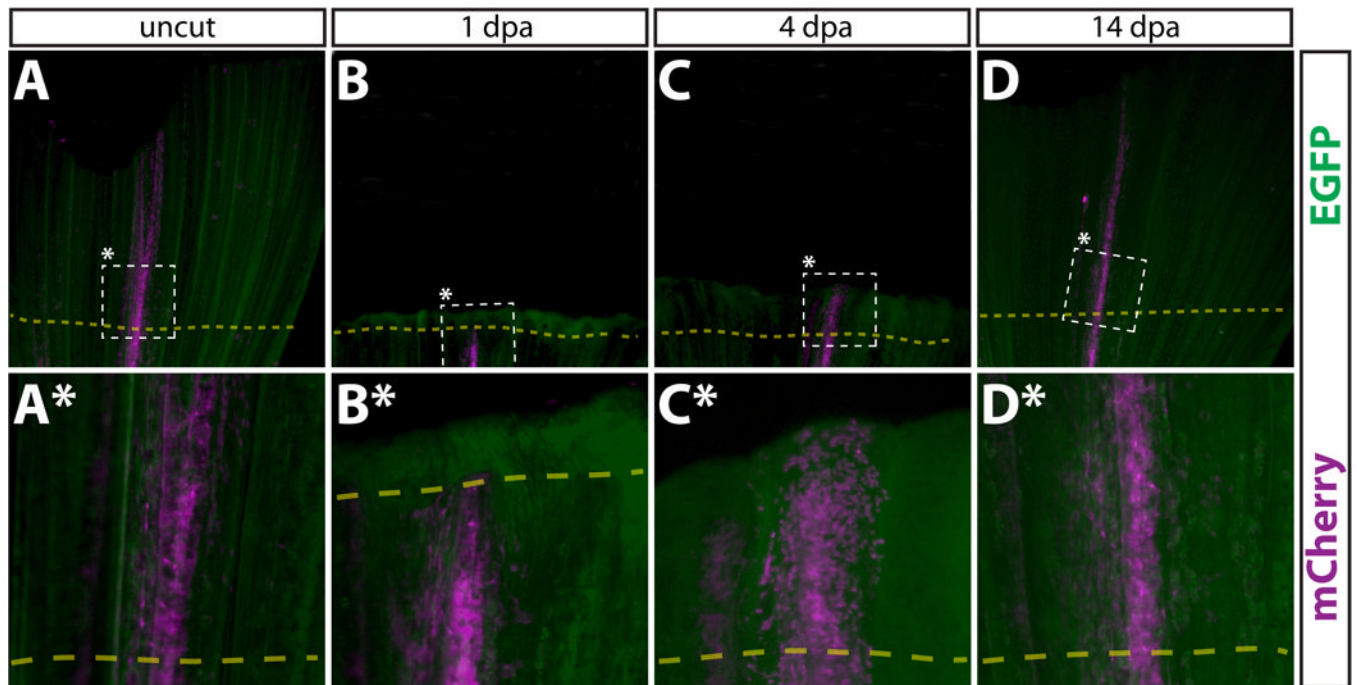 uncut 1 dpa 4 dpa 14 dpa
A B C D
* * * *
A* B* C* D*
EGFP
mCherry